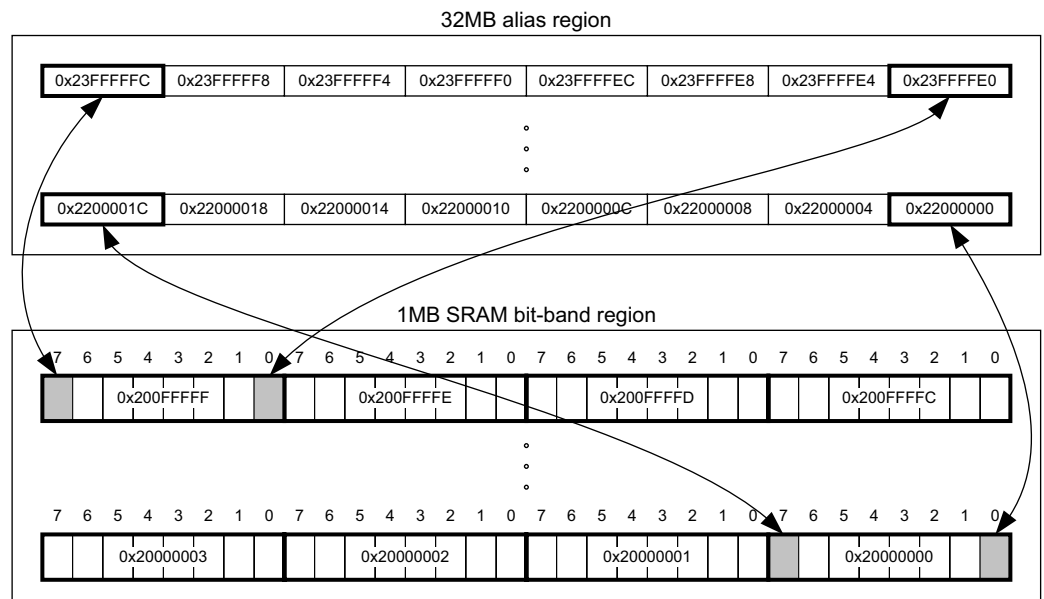 32MB alias region
0x23FFFFFC 0x23FFFFF8 0x23FFFFF4 0x23FFFFF0 0x23FFFFEC 0x23FFFFE8 0x23FFFFE4 0x23FFFFE0
0x2200001C 0x22000018 0x22000014 0x22000010 0x2200000C 0x22000008 0x22000004 0x22000000
1MB SRAM bit-band region
7 6 5 4 3 2 1 0 7 6 5 4 3 2 1 0 7 6 5 4 3 2 1 0 7 6 5 4 3 2 1 0
0x200FFFFF 0x200FFFFE 0x200FFFFD 0x200FFFFC
7 6 5 4 3 2 1 0 7 6 5 4 3 2 1 0 7 6 5 4 3 2 1 0 7 6 5 4 3 2 1 0
0x20000003 0x20000002 0x20000001 0x20000000